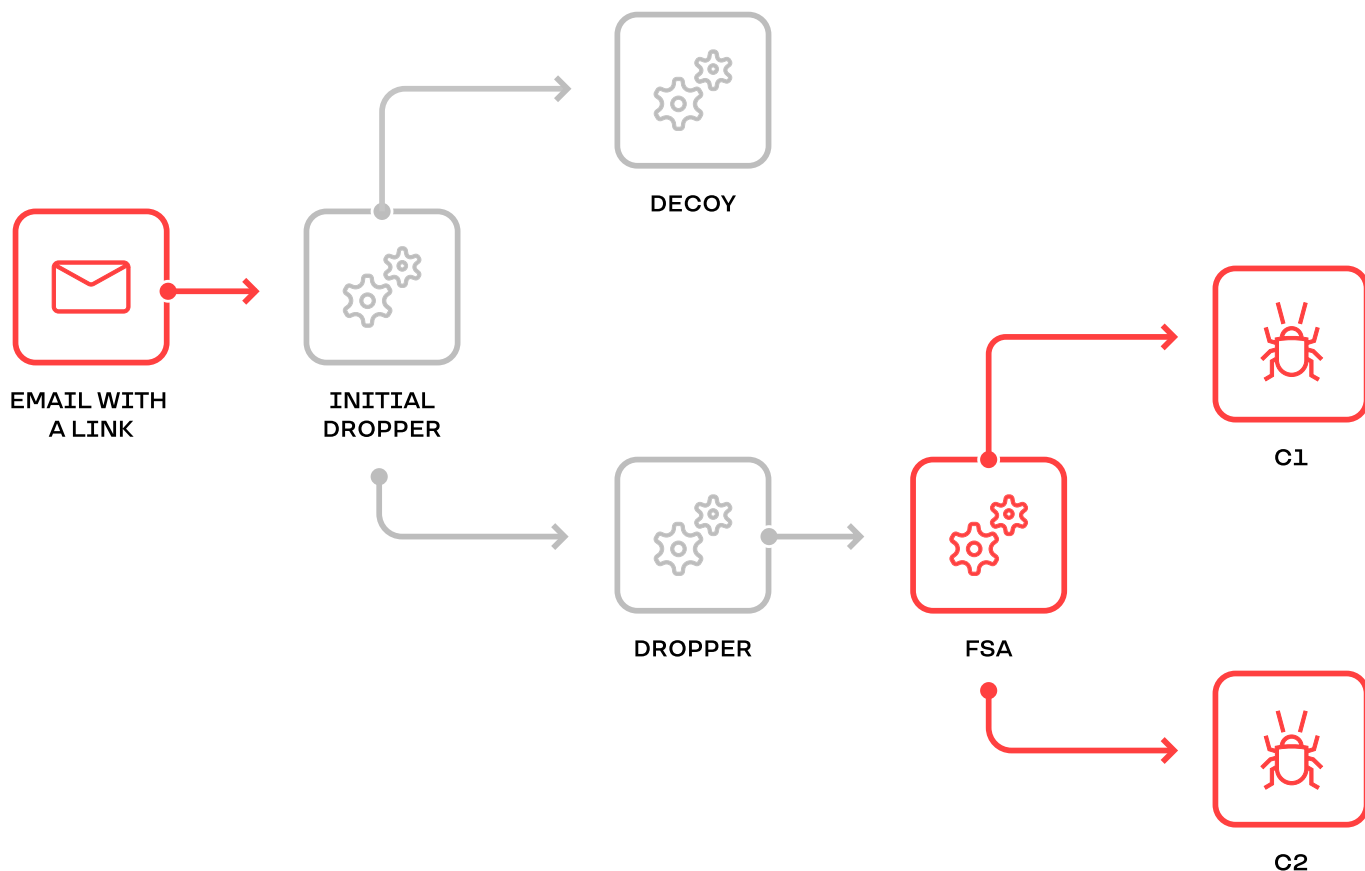 DECOY
EMAIL WITH
A LINK
INITIAL
DROPPER
C1
DROPPER
FSA
C2